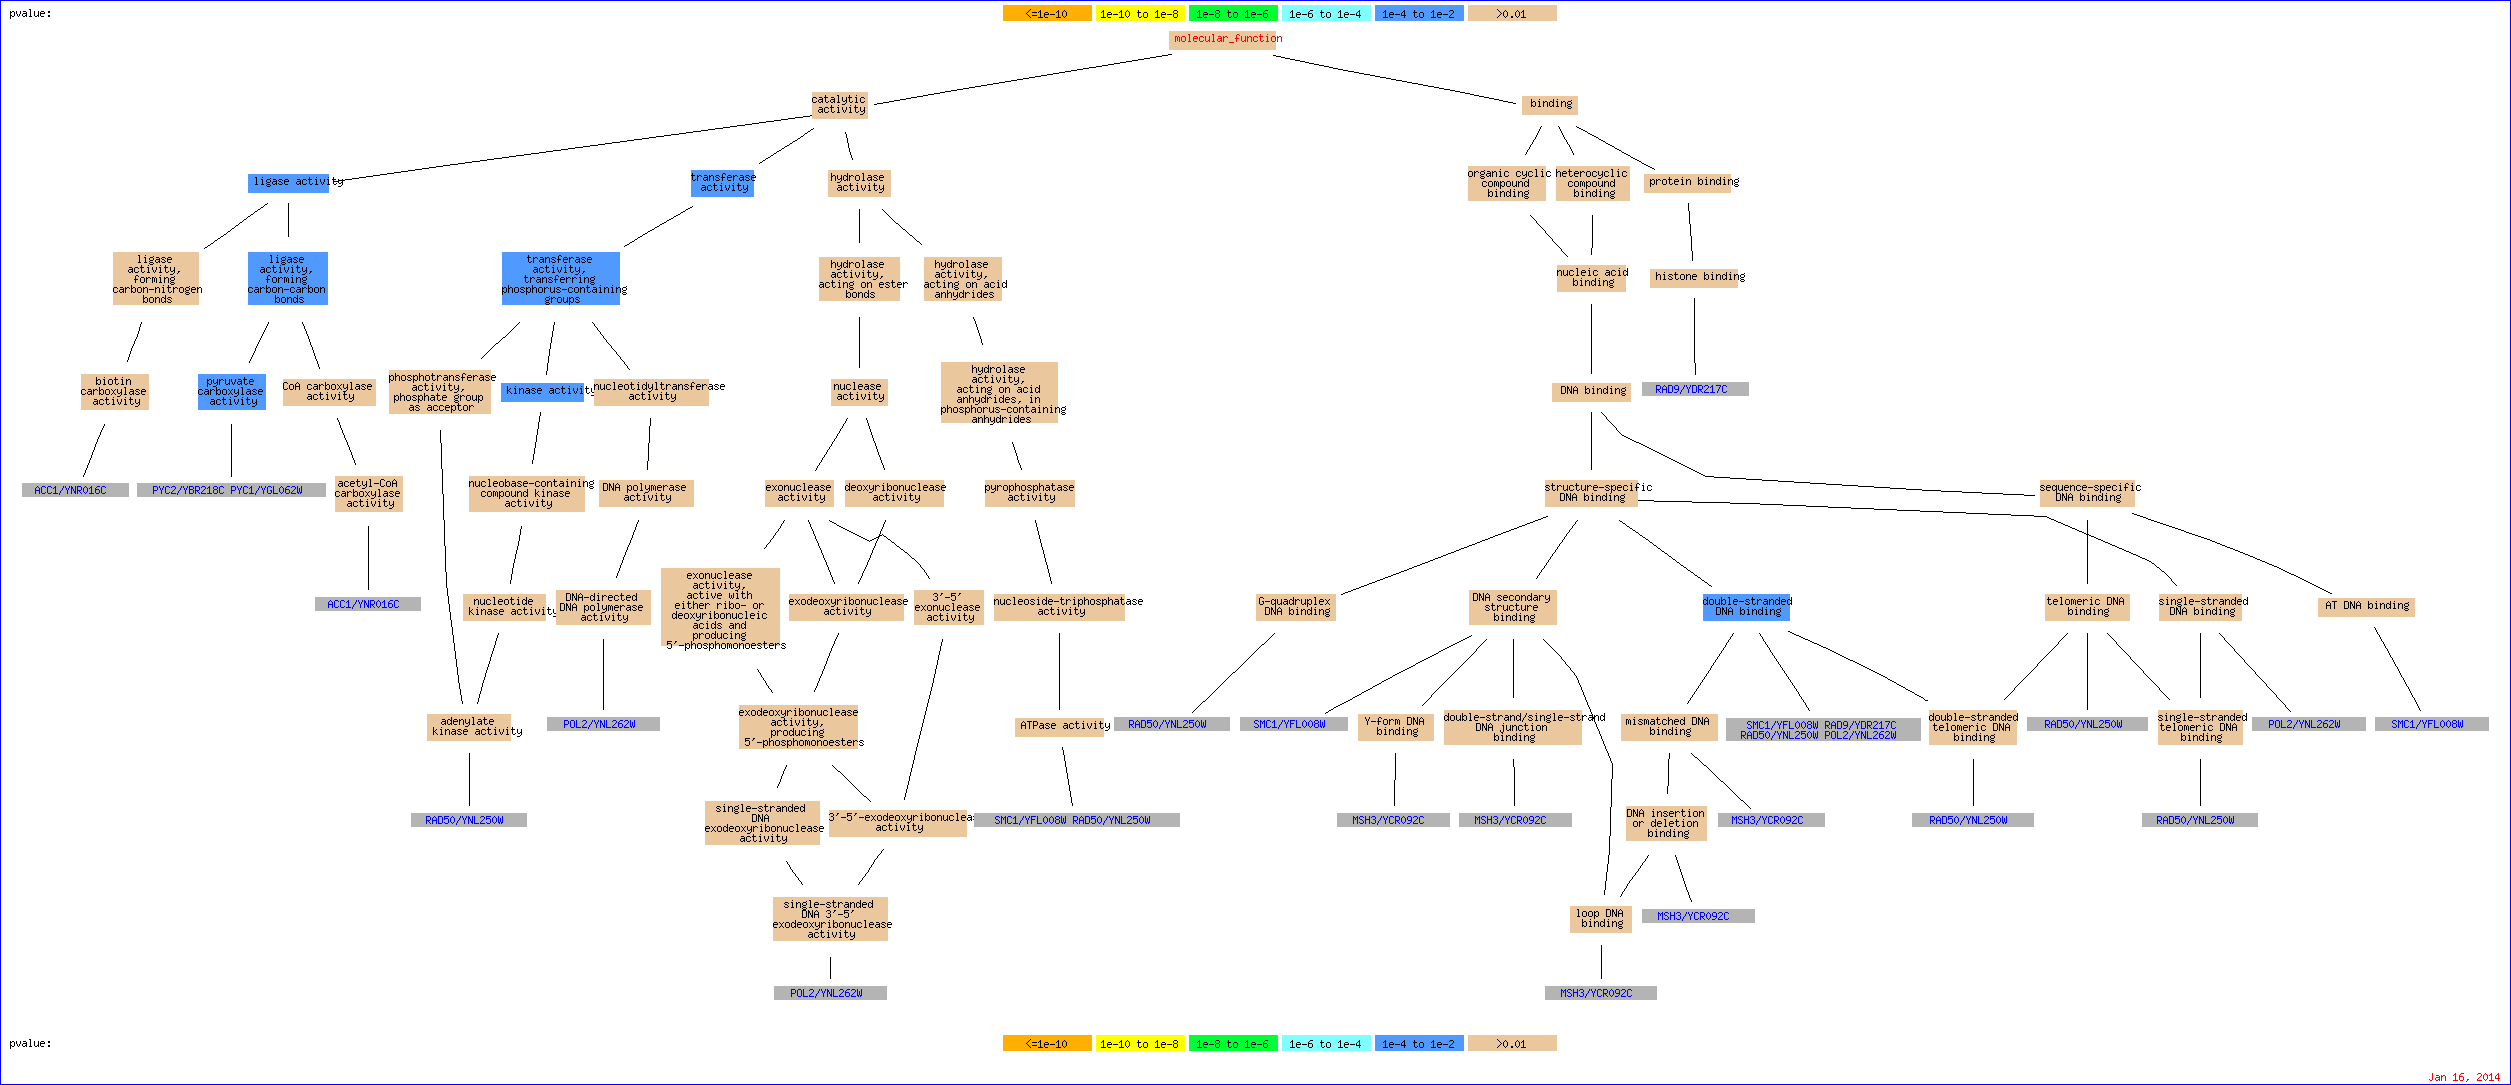 pvalue:
<=1e-10 1e-10 to 1e-8 1e-8 to 1e-6 1e-6 to 1e-4 1e-4 to 1e-2 >0.01
molecular_function
catalytic
activity
binding
ligase activity
transferase
activity
hydrolase
activity
organic cyclic
compound
binding
heterocyclic
compound
binding
protein binding
ligase
activity,
forming
carbon-nitrogen
bonds
ligase
activity,
forming
carbon-carbon
bonds
transferase
activity,
transferring
phosphorus-containing
groups
hydrolase
activity,
acting on ester
bonds
hydrolase
activity,
acting on acid
anhydrides
nucleic acid
binding
histone binding
biotin
carboxylase
activity
pyruvate
carboxylase
activity
CoA carboxylase
activity
phosphotransferase
activity,
phosphate group
as acceptor
kinase activity
nucleotidyltransferase
activity
nuclease
activity
hydrolase
activity,
acting on acid
anhydrides, in
phosphorus-containing
anhydrides
DNA binding
RAD9/YDR217C
ACC1/YNR016C
PYC2/YBR218C PYC1/YGL062W
acetyl-CoA
carboxylase
activity
nucleobase-containing
compound kinase
activity
DNA polymerase
activity
exonuclease
activity
deoxyribonuclease
activity
pyrophosphatase
activity
structure-specific
DNA binding
sequence-specific
DNA binding
ACC1/YNR016C
nucleotide
kinase activity
DNA-directed
DNA polymerase
activity
exonuclease
activity,
active with
either ribo- or
deoxyribonucleic
acids and
producing
5'-phosphomonoesters
exodeoxyribonuclease
activity
3'-5'
exonuclease
activity
nucleoside-triphosphatase
activity
G-quadruplex
DNA binding
DNA secondary
structure
binding
double-stranded
DNA binding
telomeric DNA
binding
single-stranded
DNA binding
AT DNA binding
adenylate
kinase activity
POL2/YNL262W
exodeoxyribonuclease
activity,
producing
5'-phosphomonoesters
ATPase activity
RAD50/YNL250W
SMC1/YFL008W
Y-form DNA
binding
double-strand/single-strand
DNA junction
binding
mismatched DNA
binding
SMC1/YFL008W RAD9/YDR217C
RAD50/YNL250W POL2/YNL262W
double-stranded
telomeric DNA
binding
RAD50/YNL250W
single-stranded
telomeric DNA
binding
POL2/YNL262W
SMC1/YFL008W
RAD50/YNL250W
single-stranded
DNA
exodeoxyribonuclease
activity
3'-5'-exodeoxyribonucleas
activity
SMC1/YFL008W RAD50/YNL250W
MSH3/YCR092C
MSH3/YCR092C
DNA insertion
or deletion
binding
MSH3/YCR092C
RAD50/YNL250W
RAD50/YNL250W
single-stranded
DNA 3'-5'
exodeoxyribonuclease
activity
loop DNA
binding
MSH3/YCR092C
POL2/YNL262W
MSH3/YCR092C
pvalue:
<=1e-10 1e-10 to 1e-8 1e-8 to 1e-6 1e-6 to 1e-4 1e-4 to 1e-2 >0.01
Jan 16, 2014